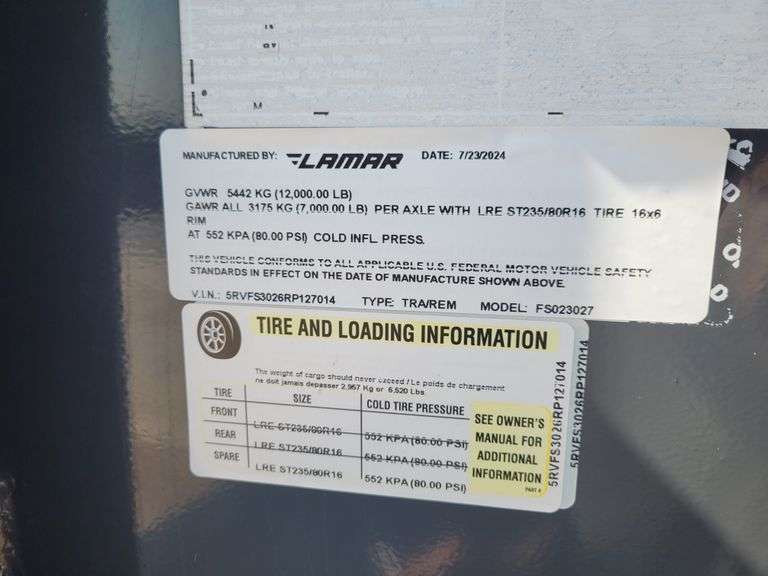 MANUFACTURED BY: LAMAR DATE: 7/23/2024
GVWR 5442 KG (12,000.00 LB)
GAWR ALL 3175 KG (7,000.00 LB) PER AXLE WITH LRE ST235/80R16 TIRE 16x6
RIM
AT 552 KPA (80.00 PSI) COLD INFL. PRESS.
THIS VEHICLE CONFORMS TO ALL APPLICABLE U.S. FEDERAL MOTOR VEHICLE SAFETY
STANDARDS IN EFFECT ON THE DATE OF MANUFACTURE SHOWN ABOVE.
V.I.N.: 5RVFS3026RP127014 TYPE: TRA/REM MODEL: FS023027
TIRE AND LOADING INFORMATION
The weight of cargo should never exceed / Le poids de chargement
ne doit jamais depasser 2,957 Kg or 6,520 Lbs.
TIRE SIZE COLD TIRE PRESSURE
FRONT LRE ST235/80R16 552 KPA (80.00 PSI)
REAR LRE ST235/80R16 552 KPA (80.00 PSI)
SPARE LRE ST235/80R16 552 KPA (80.00 PSI)
SEE OWNER'S
MANUAL FOR
ADDITIONAL
INFORMATION
PART #
5RVFS3026RP127014
5RVFS3026RP127014